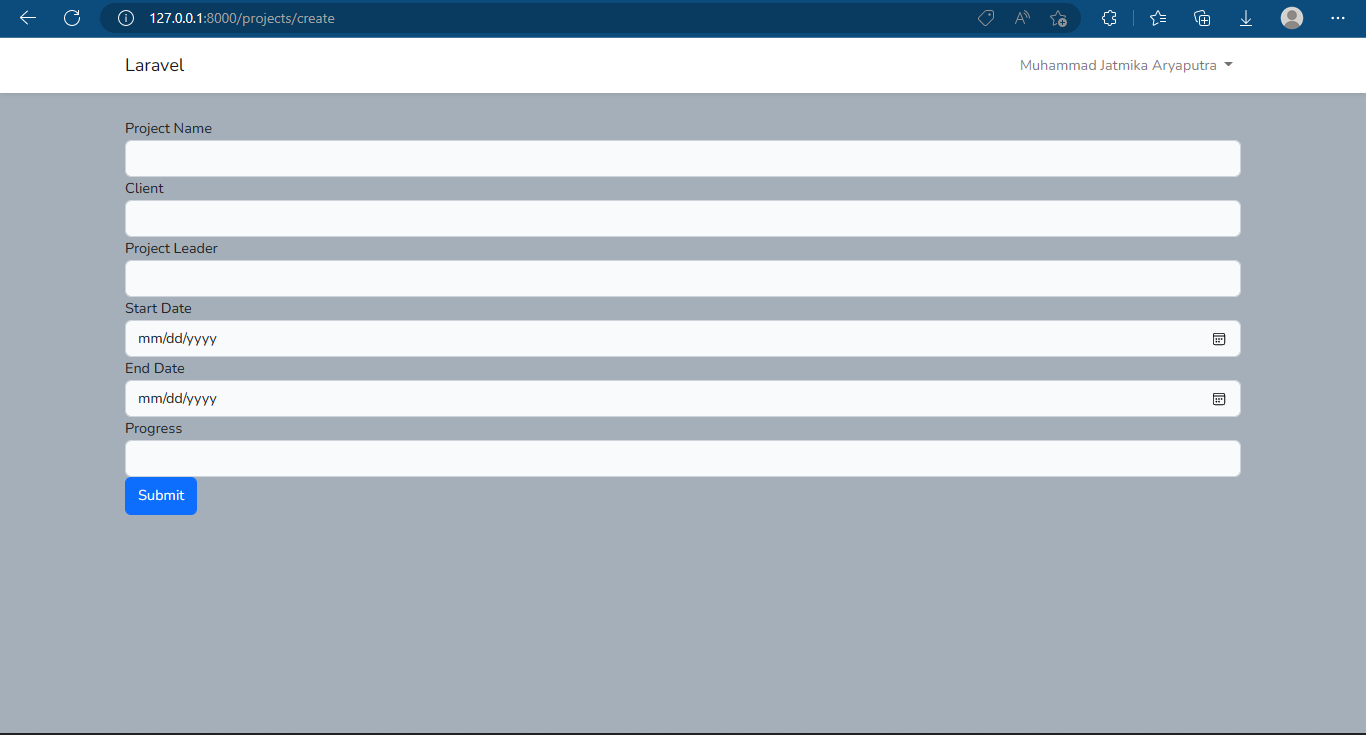 127.0.0.1:8000/projects/create
Laravel
Muhammad Jatmika Aryaputra
Project Name
Client
Project Leader
Start Date
mm/dd/yyyy
End Date
mm/dd/yyyy
Progress
Submit